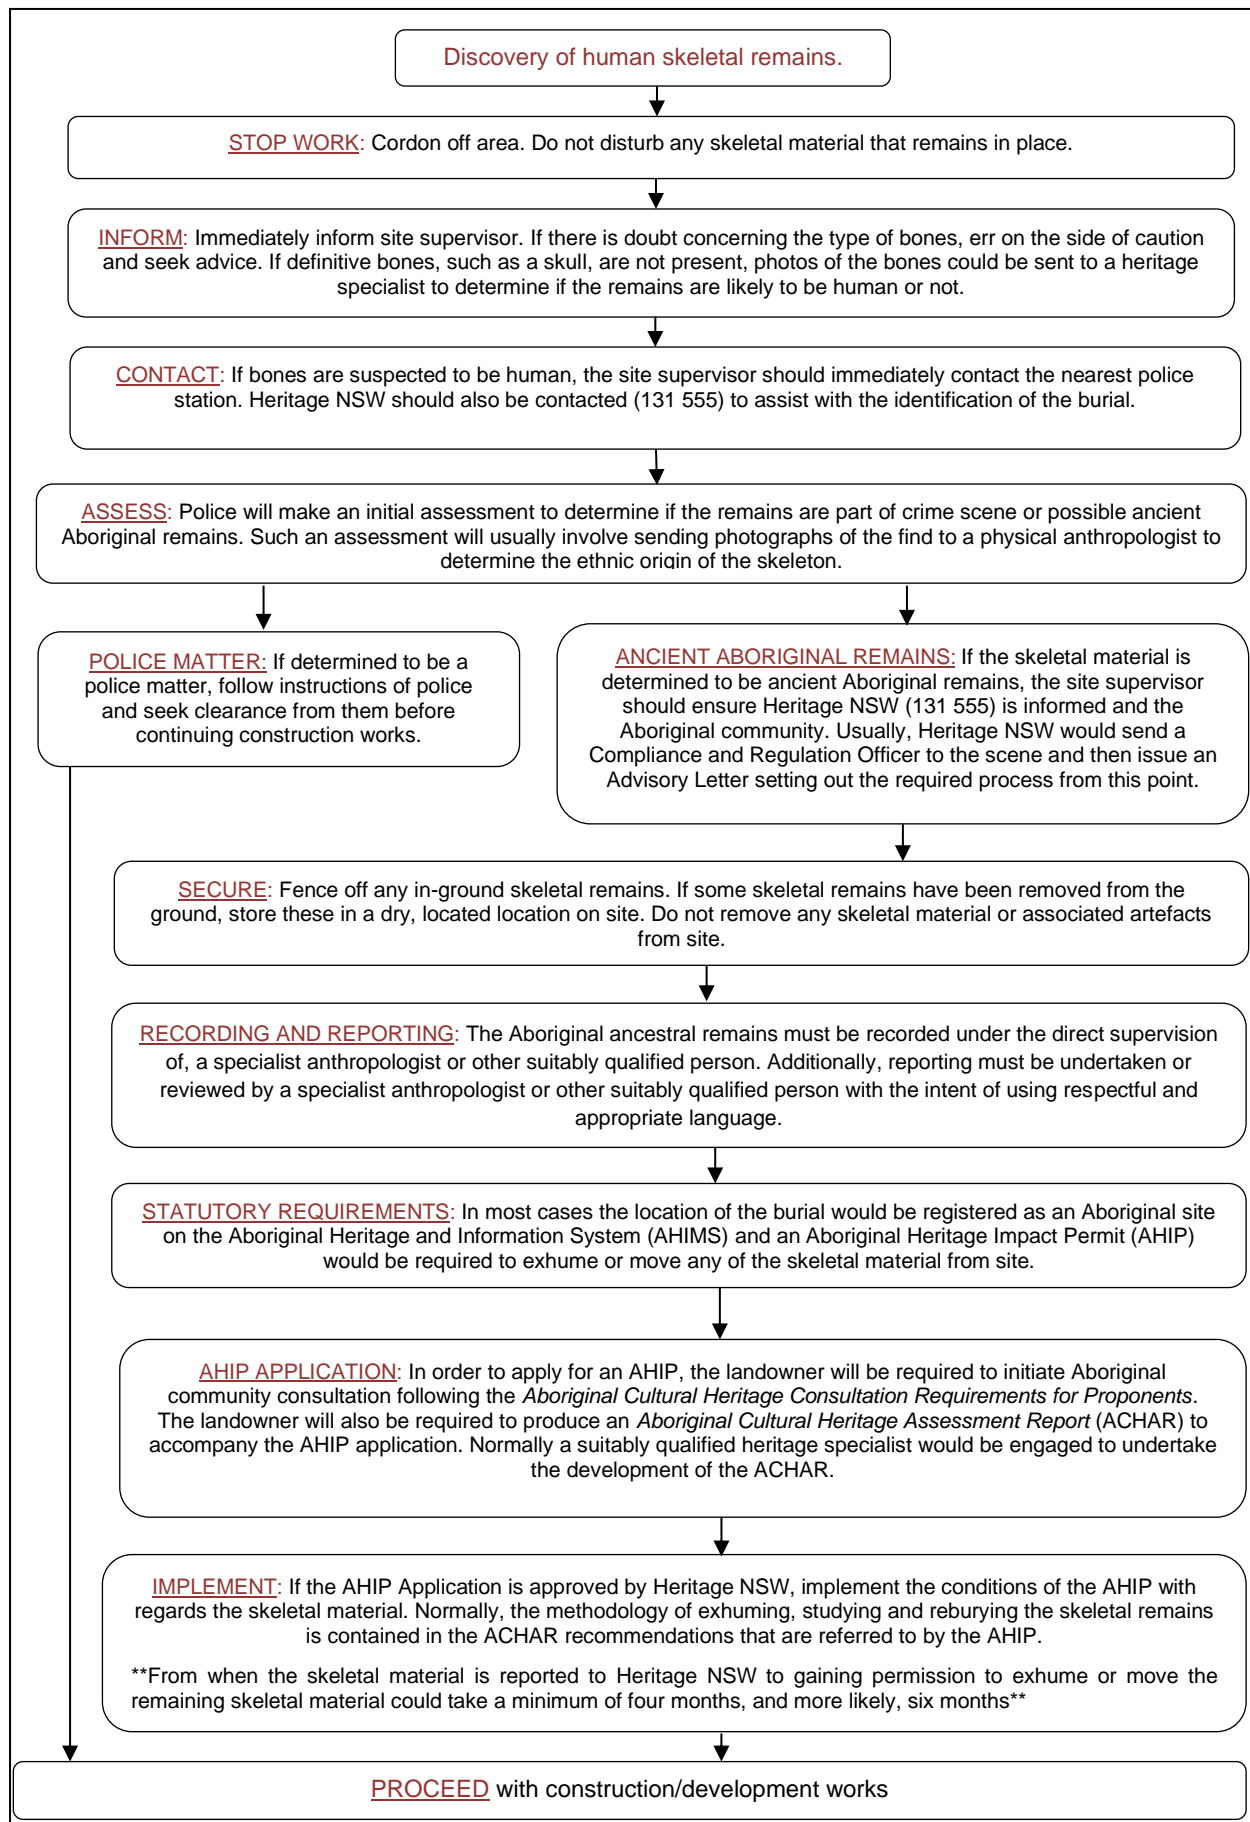 Discovery of human skeletal remains.
STOP WORK: Cordon off area. Do not disturb any skeletal material that remains in place.
INFORM: Immediately inform site supervisor. If there is doubt concerning the type of bones, err on the side of caution
and seek advice. If definitive bones, such as a skull, are not present, photos of the bones could be sent to a heritage
specialist to determine if the remains are likely to be human or not.
CONTACT: If bones are suspected to be human, the site supervisor should immediately contact the nearest police
station. Heritage NSW should also be contacted (131 555) to assist with the identification of the burial.
ASSESS: Police will make an initial assessment to determine if the remains are part of crime scene or possible ancient
Aboriginal remains. Such an assessment will usually involve sending photographs of the find to a physical anthropologist to
determine the ethnic origin of the skeleton.
POLICE MATTER: If determined to be a
police matter, follow instructions of police
and seek clearance from them before
continuing construction works.
ANCIENT ABORIGINAL REMAINS: If the skeletal material is
determined to be ancient Aboriginal remains, the site supervisor
should ensure Heritage NSW (131 555) is informed and the
Aboriginal community. Usually, Heritage NSW would send a
Compliance and Regulation Officer to the scene and then issue an
Advisory Letter setting out the required process from this point.
SECURE: Fence off any in-ground skeletal remains. If some skeletal remains have been removed from the
ground, store these in a dry, located location on site. Do not remove any skeletal material or associated artefacts
from site.
RECORDING AND REPORTING: The Aboriginal ancestral remains must be recorded under the direct supervision
of, a specialist anthropologist or other suitably qualified person. Additionally, reporting must be undertaken or
reviewed by a specialist anthropologist or other suitably qualified person with the intent of using respectful and
appropriate language.
STATUTORY REQUIREMENTS: In most cases the location of the burial would be registered as an Aboriginal site
on the Aboriginal Heritage and Information System (AHIMS) and an Aboriginal Heritage Impact Permit (AHIP)
would be required to exhume or move any of the skeletal material from site.
AHIP APPLICATION: In order to apply for an AHIP, the landowner will be required to initiate Aboriginal
community consultation following the Aboriginal Cultural Heritage Consultation Requirements for Proponents.
The landowner will also be required to produce an Aboriginal Cultural Heritage Assessment Report (ACHAR) to
accompany the AHIP application. Normally a suitably qualified heritage specialist would be engaged to undertake
the development of the ACHAR.
IMPLEMENT: If the AHIP Application is approved by Heritage NSW, implement the conditions of the AHIP with
regards the skeletal material. Normally, the methodology of exhuming, studying and reburying the skeletal remains
is contained in the ACHAR recommendations that are referred to by the AHIP.
**From when the skeletal material is reported to Heritage NSW to gaining permission to exhume or move the
remaining skeletal material could take a minimum of four months, and more likely, six months**
PROCEED with construction/development works